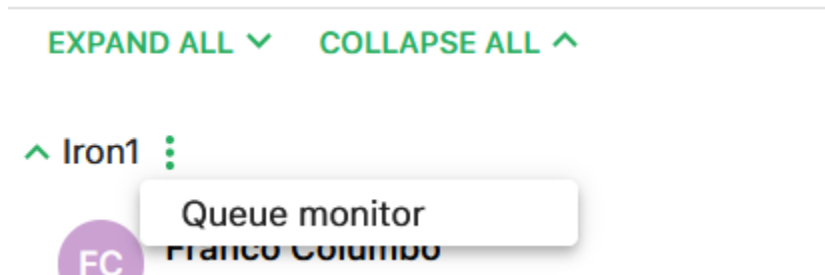 EXPAND ALL COLLAPSE ALL
Iron1
Queue monitor
FC Franco Columbo